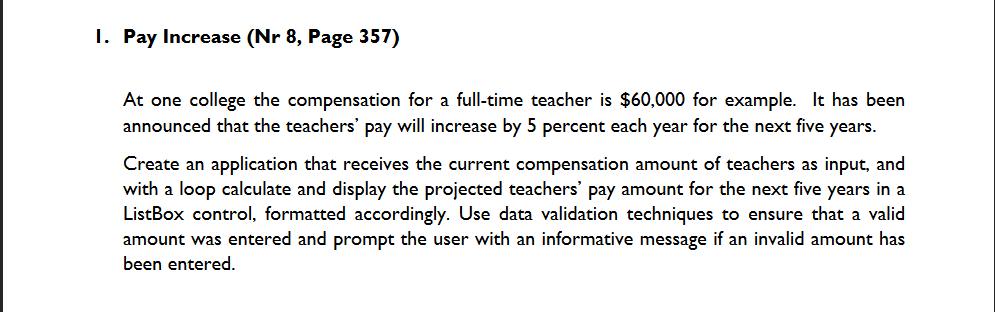 1. Pay Increase (Nr 8, Page 357)
At one college the compensation for a full-time teacher is $60,000 for example. It has been
announced that the teachers' pay will increase by 5 percent each year for the next five years.
Create an application that receives the current compensation amount of teachers as input, and
with a loop calculate and display the projected teachers' pay amount for the next five years in a
ListBox control, formatted accordingly. Use data validation techniques to ensure that a valid
amount was entered and prompt the user with an informative message if an invalid amount has
been entered.